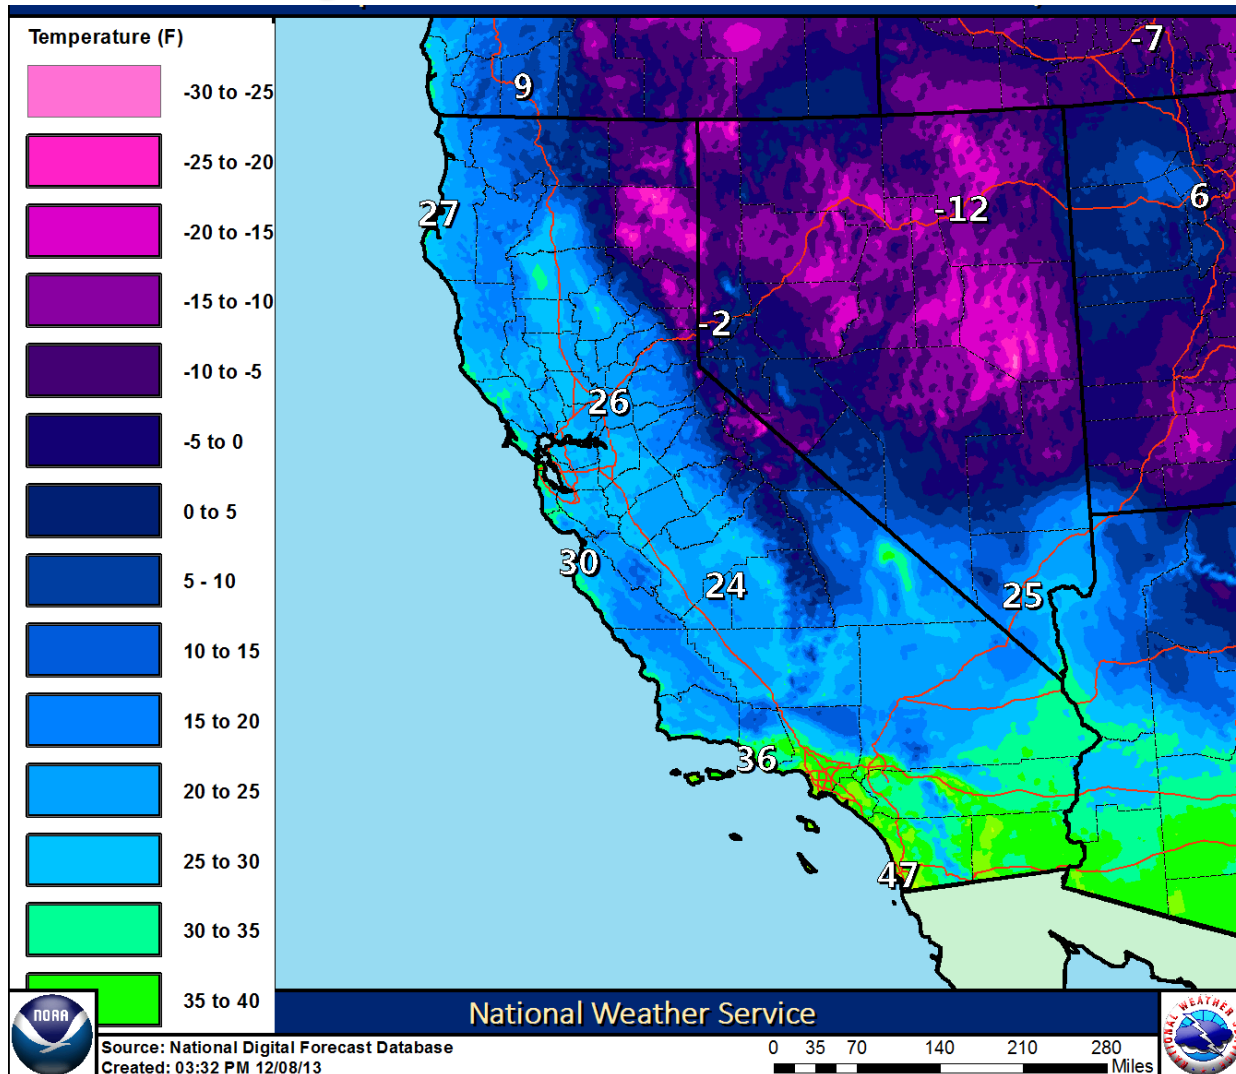 Temperature (F)
-30 to -25
-25 to -20
-20 to -15
-15 to -10
-10 to -5
-5 to 0
0 to 5
5 - 10
10 to 15
15 to 20
20 to 25
25 to 30
30 to 35
35 to 40
-7
9
27
-12
6
-2
26
30
24
25
36
47
National Weather Service
NOAA
Source: National Digital Forecast Database
Created: 03:32 PM 12/08/13
0 35 70 140 210 280
Miles
NATIONAL WEATHER